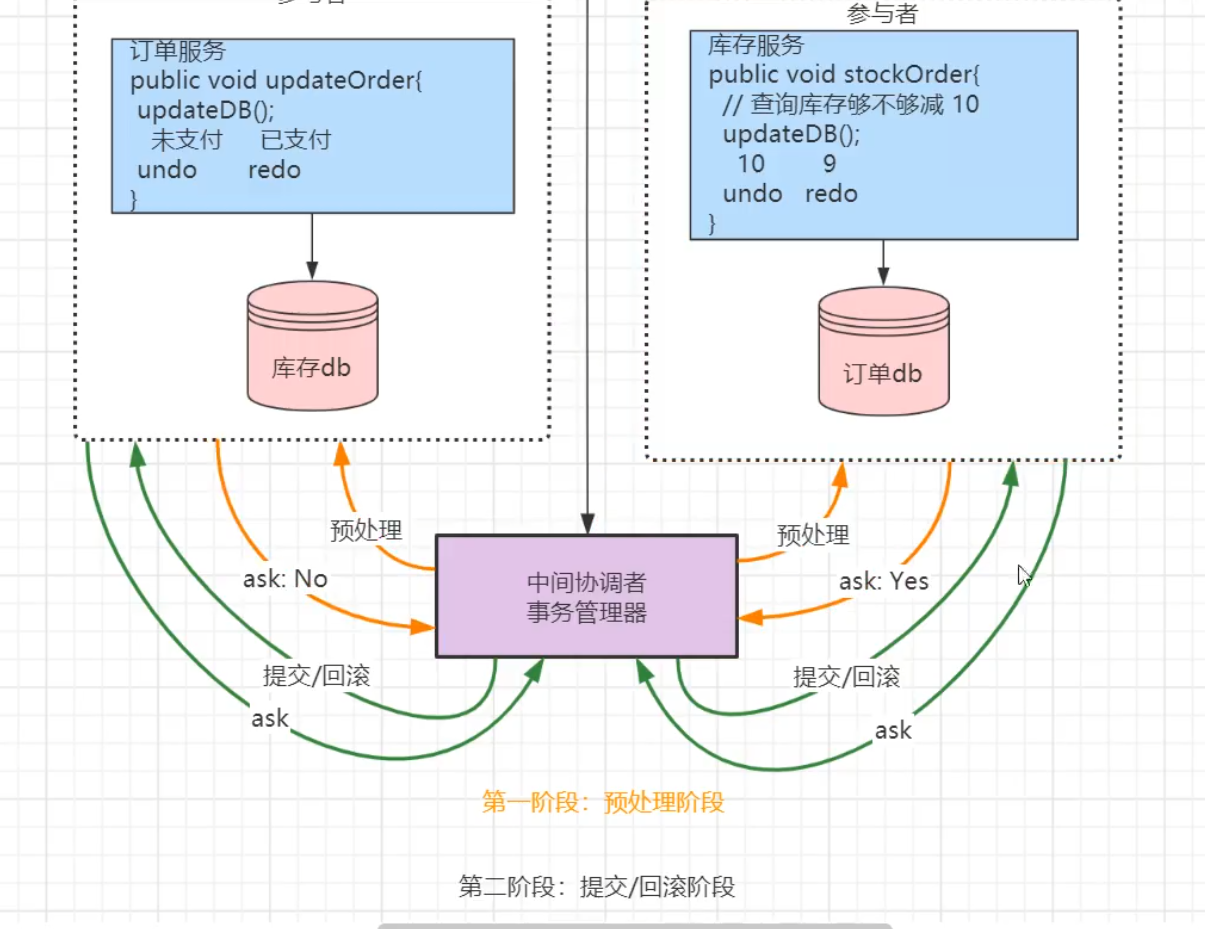 参与者
订单服务
public void updateOrder{
updateDB();
未支付 已支付
undo redo
}
库存db
参与者
库存服务
public void stockOrder{
// 查询库存够不够减 10
updateDB();
10 9
undo redo
}
订单db
预处理
ask: No
提交/回滚
ask
中间协调者
事务管理器
预处理
ask: Yes
提交/回滚
ask
第一阶段：预处理阶段
第二阶段：提交/回滚阶段